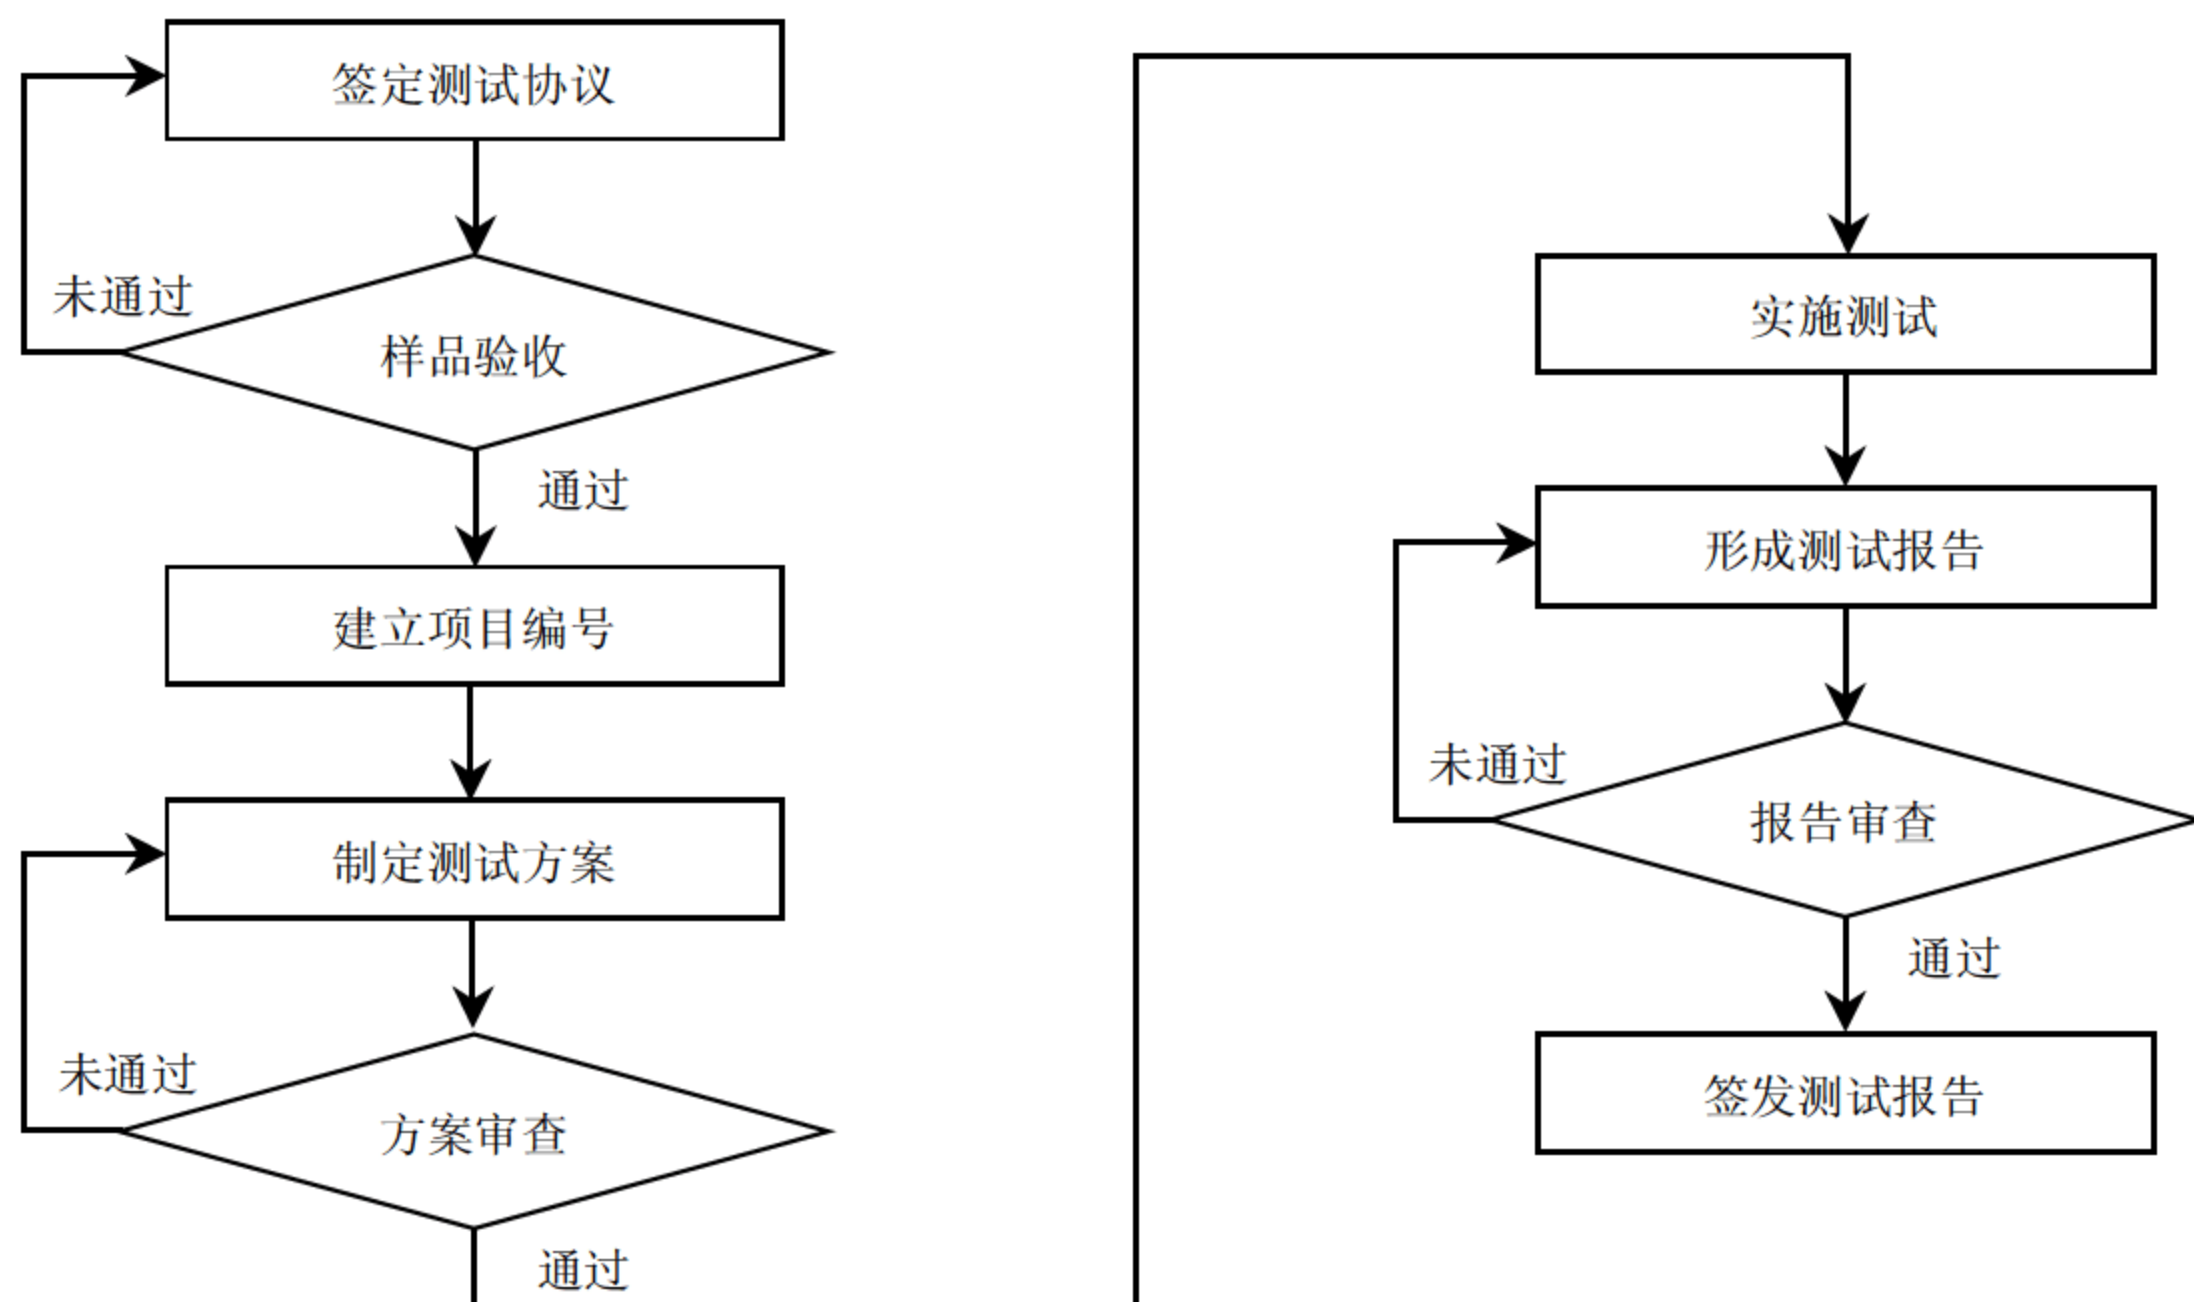 签定测试协议
未通过
样品验收
通过
建立项目编号
制定测试方案
未通过
方案审查
通过
实施测试
形成测试报告
未通过
报告审查
通过
签发测试报告